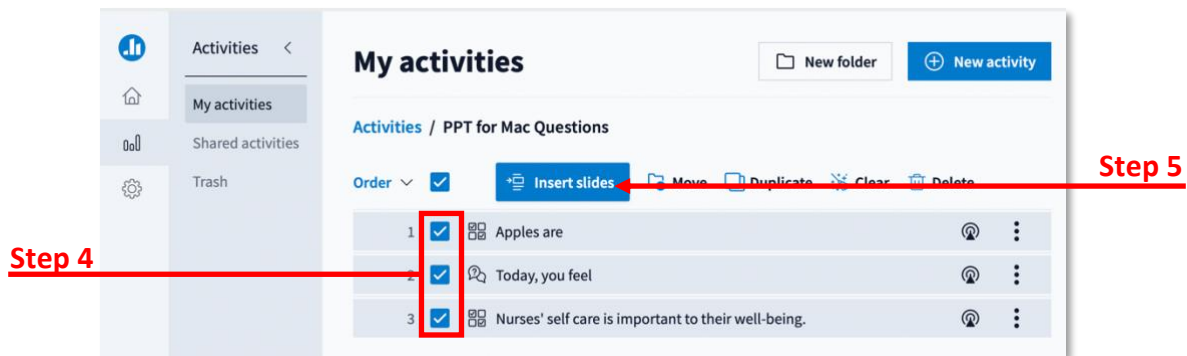 Activities <
My activities
Shared activities
Trash
My activities
New folder
New activity
Activities / PPT for Mac Questions
Order
Insert slides
Move
Duplicate
Clear
Delete
Step 5
1 Apples are
Step 4
2 Today, you feel
3 Nurses' self care is important to their well-being.